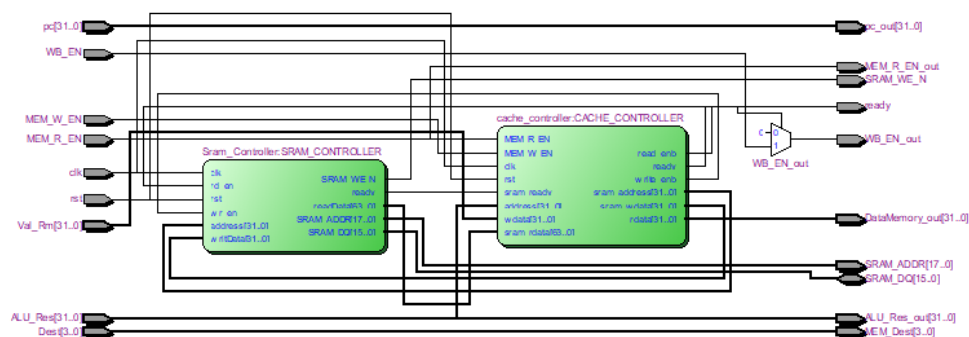 pc[31..0]
pc_out[31..0]
WB_EN
MEM_R_EN_out
SRAM_WE_N
ready
MEM_W_EN
MEM_R_EN
WB_EN_out
0
0
1
WB_EN_out
cache_controller:CACHE_CONTROLLER
MEM_R_EN
MEM_W_EN
clk
rst
sram_ready
address[31..0]
wdata[31..0]
sram_rdata[63..0]
read_enb
ready
write_enb
sram_address[31..0]
sram_wdata[31..0]
rdata[31..0]
Sram_Controller:SRAM_CONTROLLER
clk
rd_en
rst
wr_en
address[31..0]
writData[31..0]
SRAM_WE_N
ready
readData[63..0]
SRAM_ADDR[17..0]
SRAM_DQ[15..0]
clk
rst
Val_Rm[31..0]
DataMemory_out[31..0]
SRAM_ADDR[17..0]
SRAM_DQ[15..0]
ALU_Res[31..0]
ALU_Res_out[31..0]
Dest[3..0]
MEM_Dest[3..0]